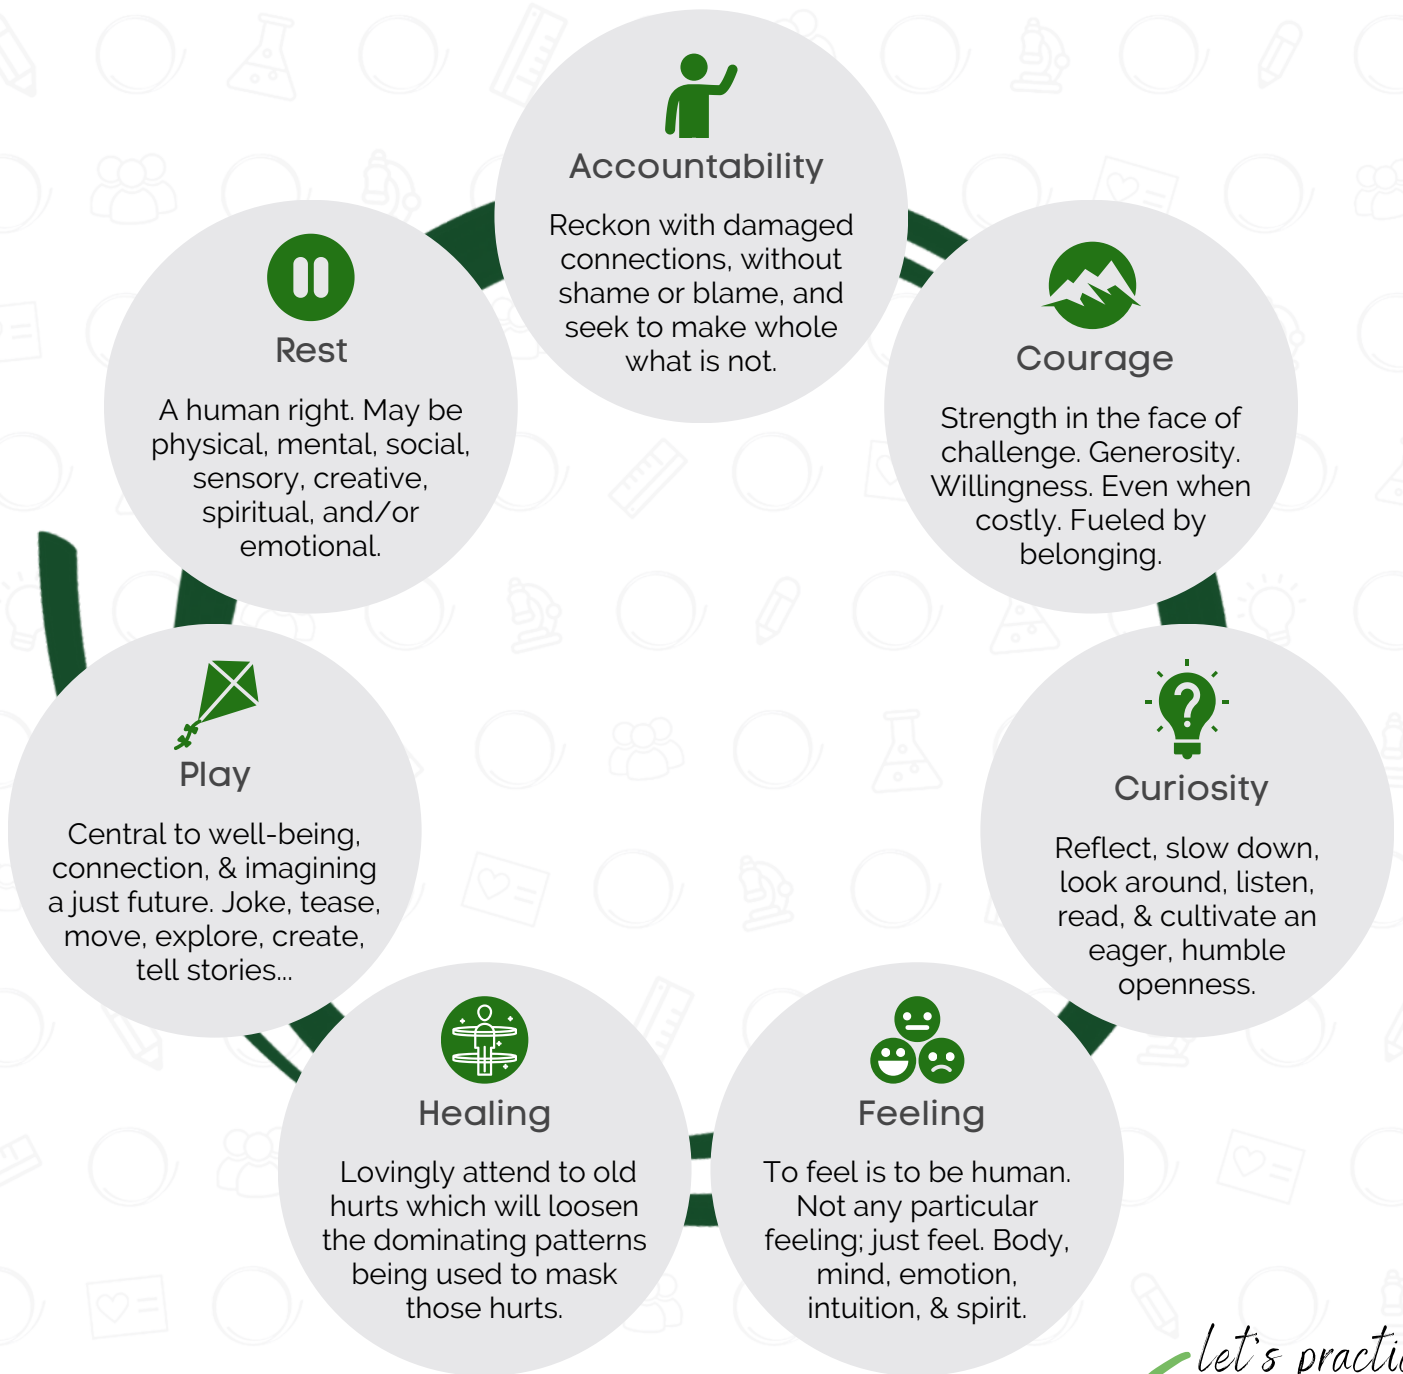 Accountability
Reckon with damaged
connections, without
shame or blame, and
seek to make whole
what is not.
Courage
Strength in the face of
challenge. Generosity.
Willingness. Even when
costly. Fueled by
belonging.
Curiosity
Reflect, slow down,
look around, listen,
read, & cultivate an
eager, humble
openness.
Feeling
To feel is to be human.
Not any particular
feeling; just feel. Body,
mind, emotion,
intuition, & spirit.
Healing
Lovingly attend to old
hurts which will loosen
the dominating patterns
being used to mask
those hurts.
Play
Central to well-being,
connection, & imagining
a just future. Joke, tease,
move, explore, create,
tell stories...
Rest
A human right. May be
physical, mental, social,
sensory, creative,
spiritual, and/or
emotional.
let's